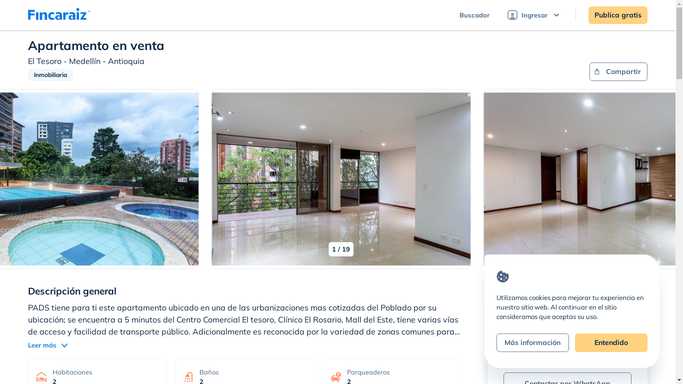 Fincaraiz
Buscador
Ingresar
Publica gratis
Apartamento en venta
El Tesoro - Medellín - Antioquia
Inmobiliaria
Compartir
1 / 19
Descripción general
PADS tiene para ti este apartamento ubicado en una de las urbanizaciones mas cotizadas del Poblado por su
ubicación; se encuentra a 5 minutos del Centro Comercial El tesoro, Clínica El Rosario, Mall del Este, tiene varias vías
de acceso y facilidad de transporte público. Adicionalmente es reconocida por la variedad de zonas comunes para...
Leer más
Habitaciones
2
Baños
2
Parqueaderos
2
Utilizamos cookies para mejorar tu experiencia en
nuestro sitio web. Al continuar en el sitio
consideramos que aceptas su uso.
Más información
Entendido
Contactar por WhatsApp